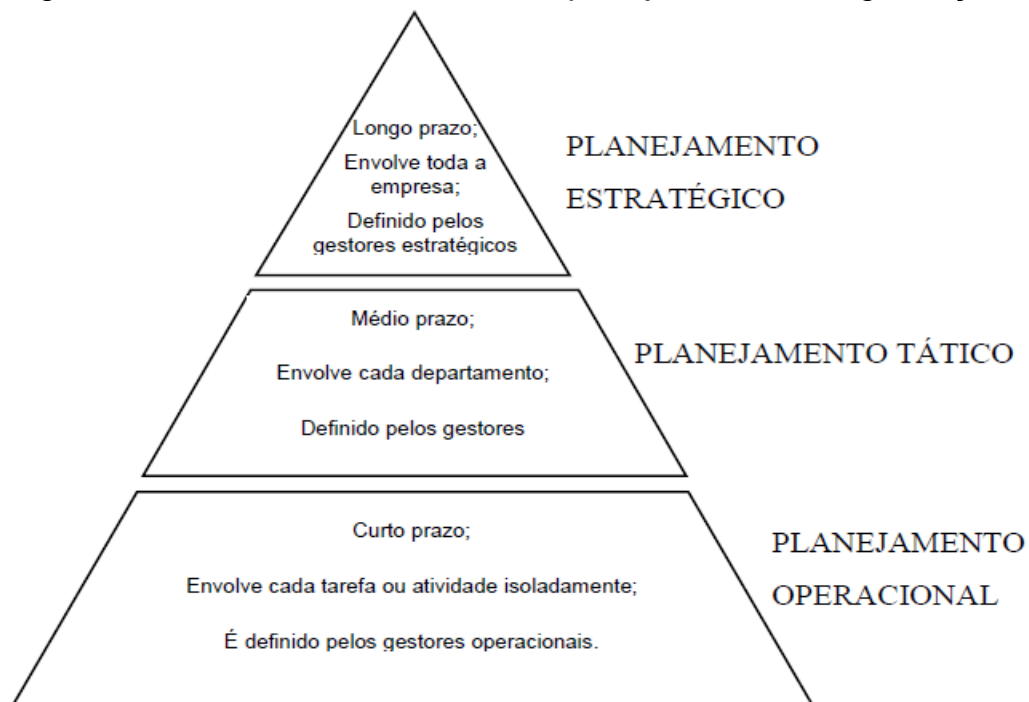 Longo prazo;
Envolve toda a
empresa;
Definido pelos
gestores estratégicos
PLANEJAMENTO
ESTRATÉGICO
Médio prazo;
Envolve cada departamento;
Definido pelos gestores
PLANEJAMENTO TÁTICO
Curto prazo;
Envolve cada tarefa ou atividade isoladamente;
É definido pelos gestores operacionais.
PLANEJAMENTO
OPERACIONAL